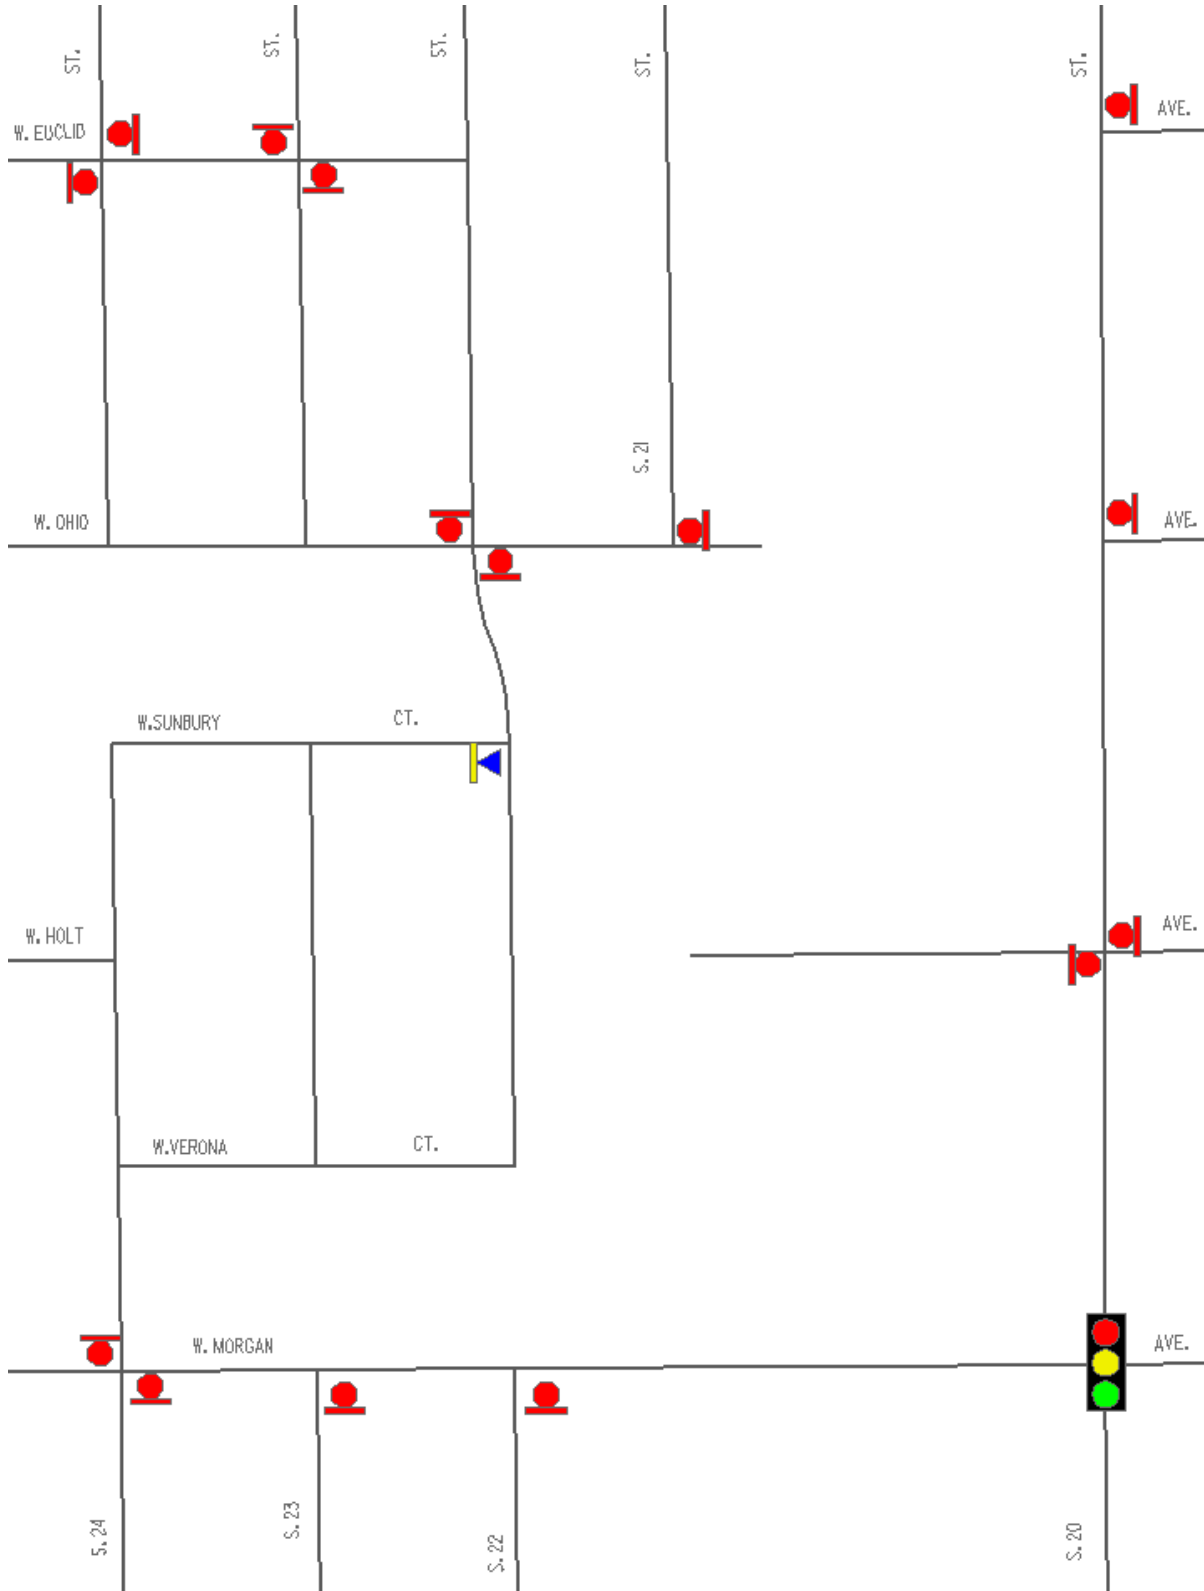 ST.
ST.
ST.
ST.
ST.
W. EUCLID
AVE.
S. 21
W. OHIO
AVE.
W.SUNBURY
CT.
W. HOLT
AVE.
W.VERONA
CT.
W. MORGAN
AVE.
S. 24
S. 23
S. 22
S. 20